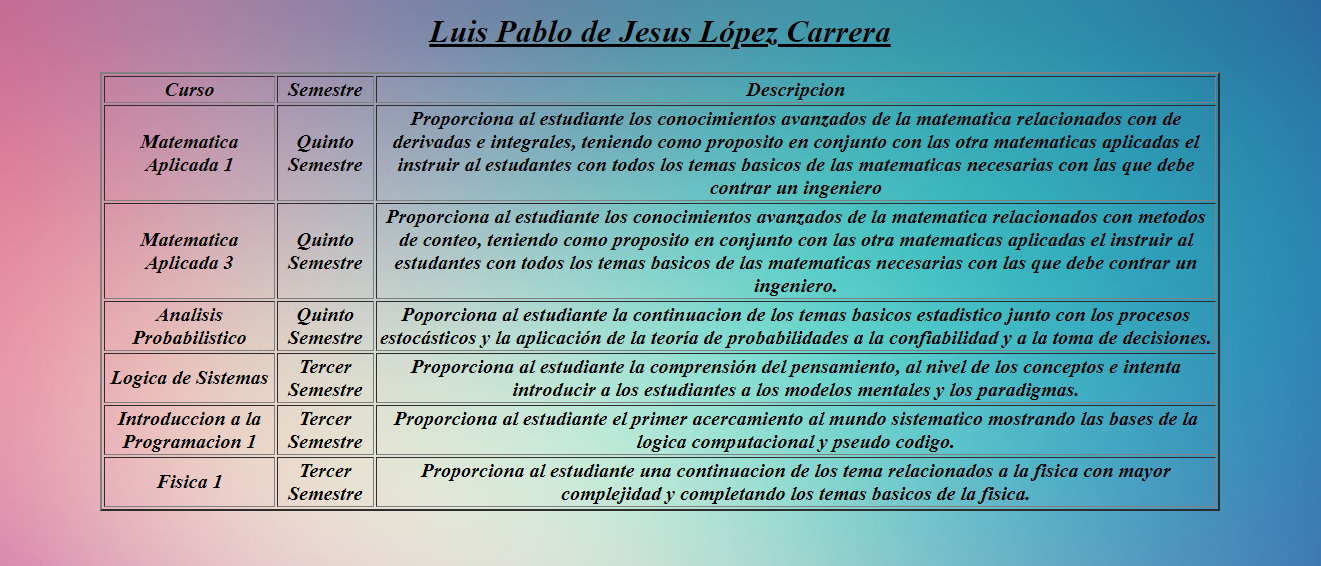 Luis Pablo de Jesus López Carrera
Curso
Semestre
Descripcion
Matematica
Aplicada 1
Quinto
Semestre
Proporciona al estudiante los conocimientos avanzados de la matematica relacionados con de
derivadas e integrales, teniendo como proposito en conjunto con las otra matematicas aplicadas el
instruir al estudiantes con todos los temas basicos de las matematicas necesarias con las que debe
contrar un ingeniero
Matematica
Aplicada 3
Quinto
Semestre
Proporciona al estudiante los conocimientos avanzados de la matematica relacionados con metodos
de conteo, teniendo como proposito en conjunto con las otra matematicas aplicadas el instruir al
estudiantes con todos los temas basicos de las matematicas necesarias con las que debe contrar un
ingeniero.
Analisis
Probabilistico
Quinto
Semestre
Poporciona al estudiante la continuacion de los temas basicos estadistico junto con los procesos
estocásticos y la aplicación de la teoría de probabilidades a la confiabilidad y a la toma de decisiones.
Logica de Sistemas
Tercer
Semestre
Proporciona al estudiante la comprensión del pensamiento, al nivel de los conceptos e intenta
introducir a los estudiantes a los modelos mentales y los paradigmas.
Introduccion a la
Programacion 1
Tercer
Semestre
Proporciona al estudiante el primer acercamiento al mundo sistematico mostrando las bases de la
logica computacional y pseudo codigo.
Fisica 1
Tercer
Semestre
Proporciona al estudiante una continuacion de los tema relacionados a la fisica con mayor
complejidad y completando los temas basicos de la fisica.